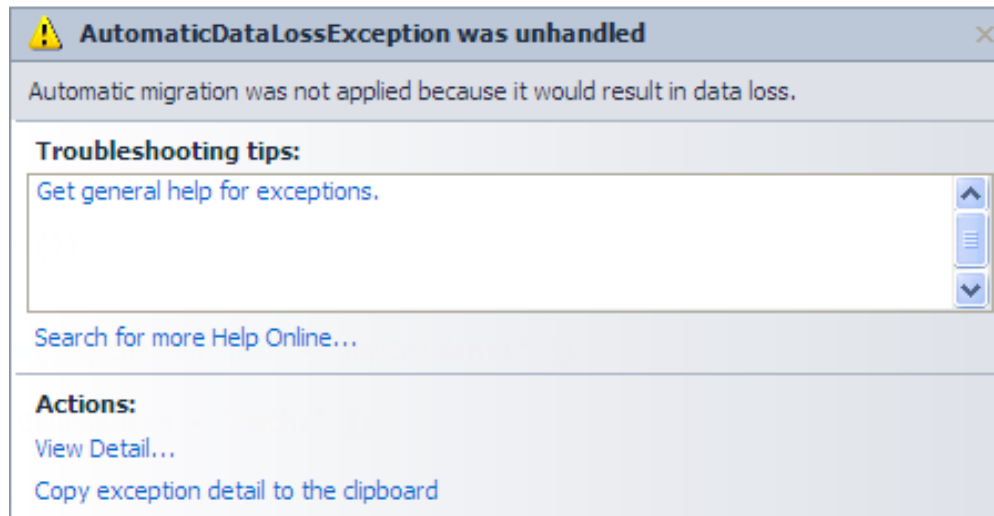 AutomaticDataLossException was unhandled
Automatic migration was not applied because it would result in data loss.
Troubleshooting tips:
Get general help for exceptions.
Search for more Help Online...
Actions:
View Detail...
Copy exception detail to the clipboard